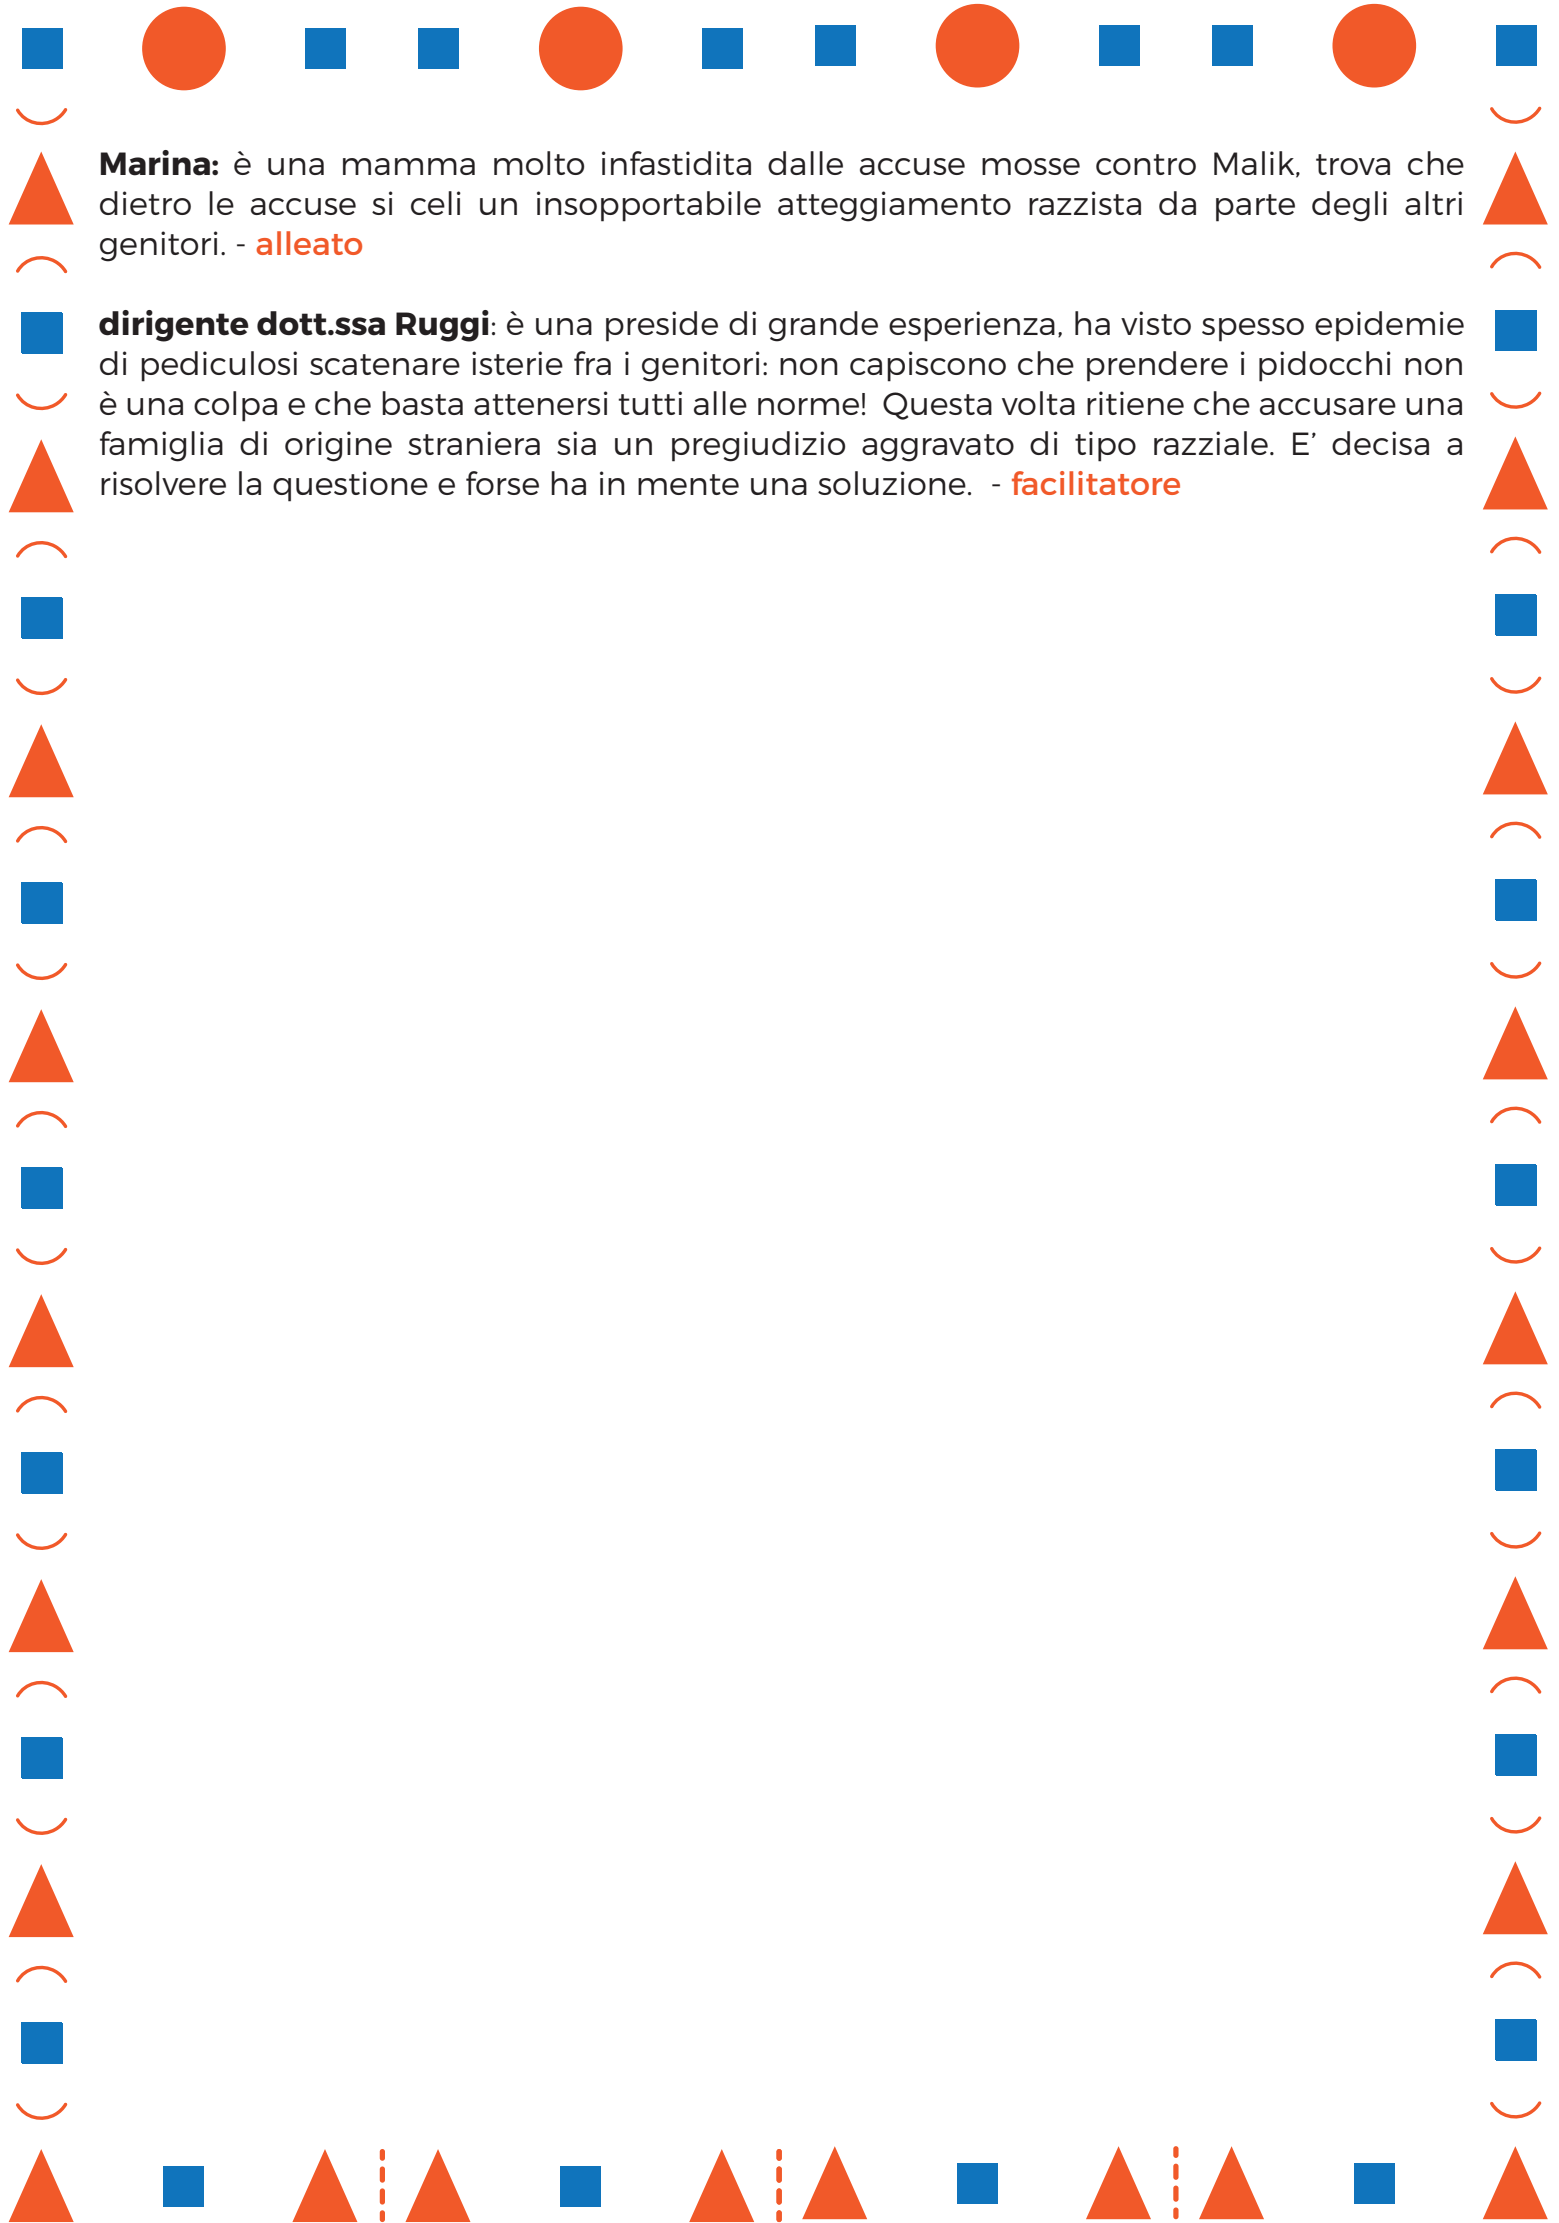 Marina: è una mamma molto infastidita dalle accuse mosse contro Malik, trova che
dietro le accuse si celi un insopportabile atteggiamento razzista da parte degli altri
genitori. - alleato
dirigente dott.ssa Ruggi: è una preside di grande esperienza, ha visto spesso epidemie
di pediculosi scatenare isterie fra i genitori: non capiscono che prendere i pidocchi non
è una colpa e che basta attenersi tutti alle norme!  Questa volta ritiene che accusare una
famiglia di origine straniera sia un pregiudizio aggravato di tipo razziale. E’ decisa a
risolvere la questione e forse ha in mente una soluzione.  - facilitatore